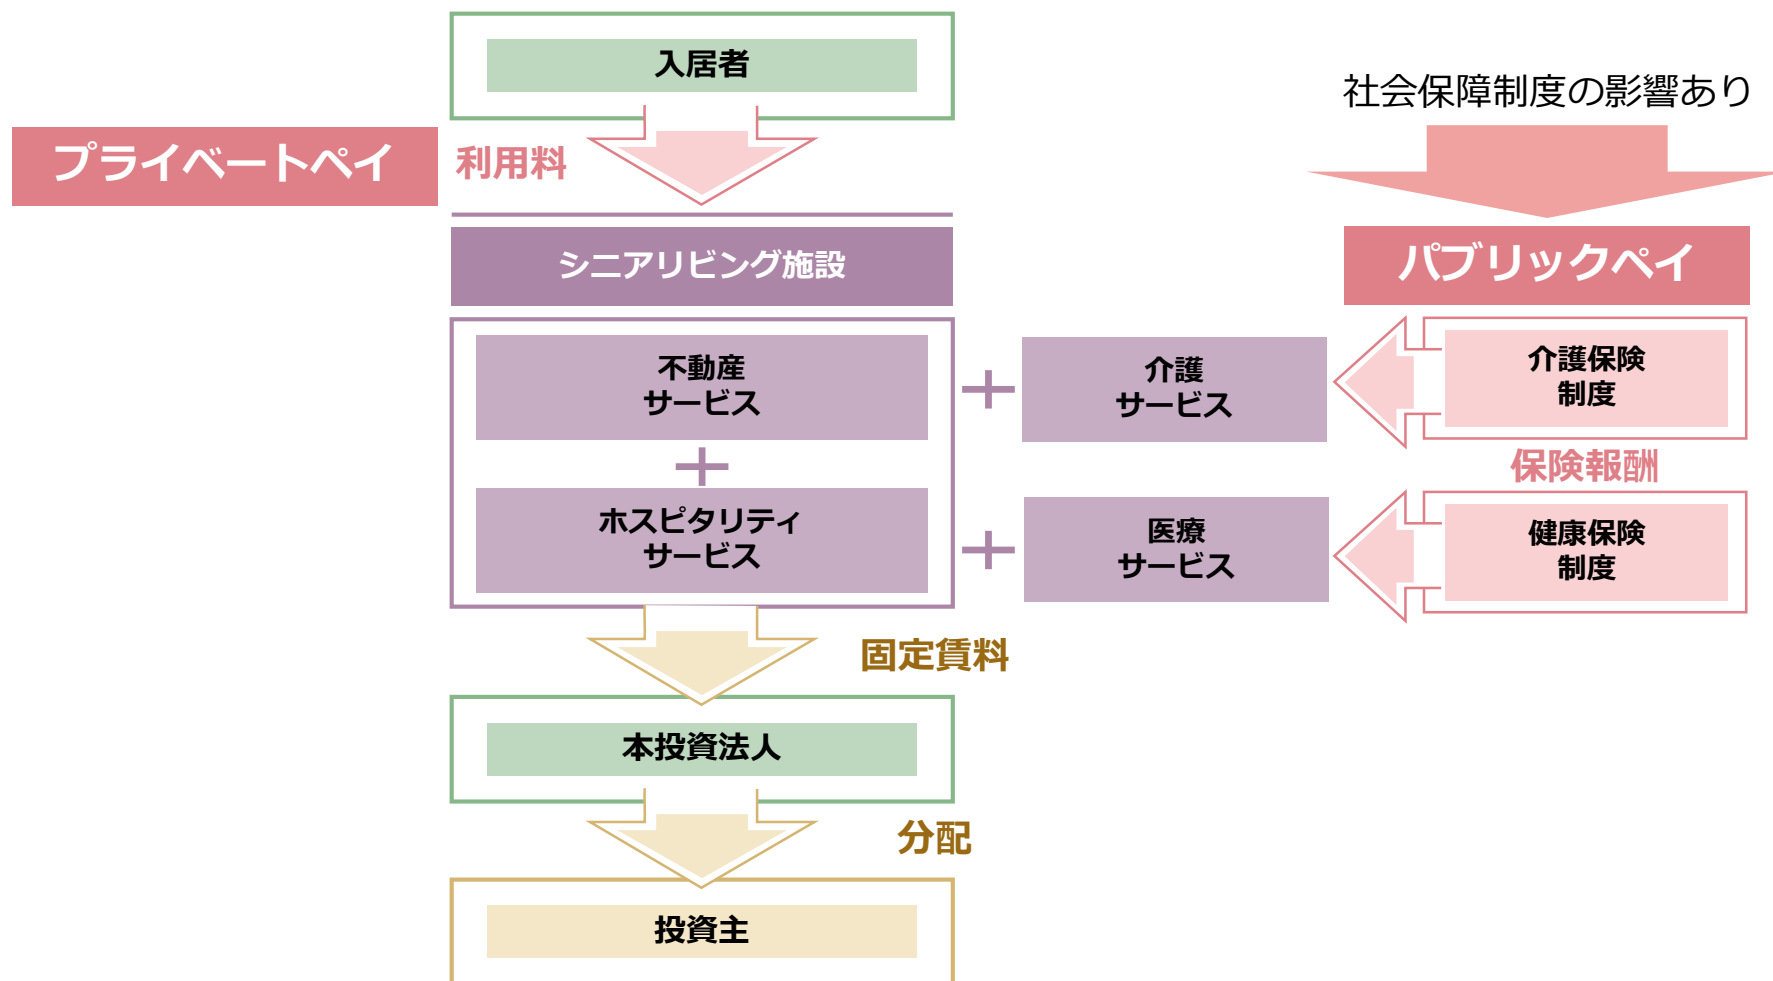 入居者
社会保障制度の影響あり
プライベートペイ
利用料
シニアリビング施設
パブリックペイ
不動産
サービス
介護
サービス
介護保険
制度
保険報酬
ホスピタリティ
サービス
医療
サービス
健康保険
制度
固定賃料
本投資法人
分配
投資主